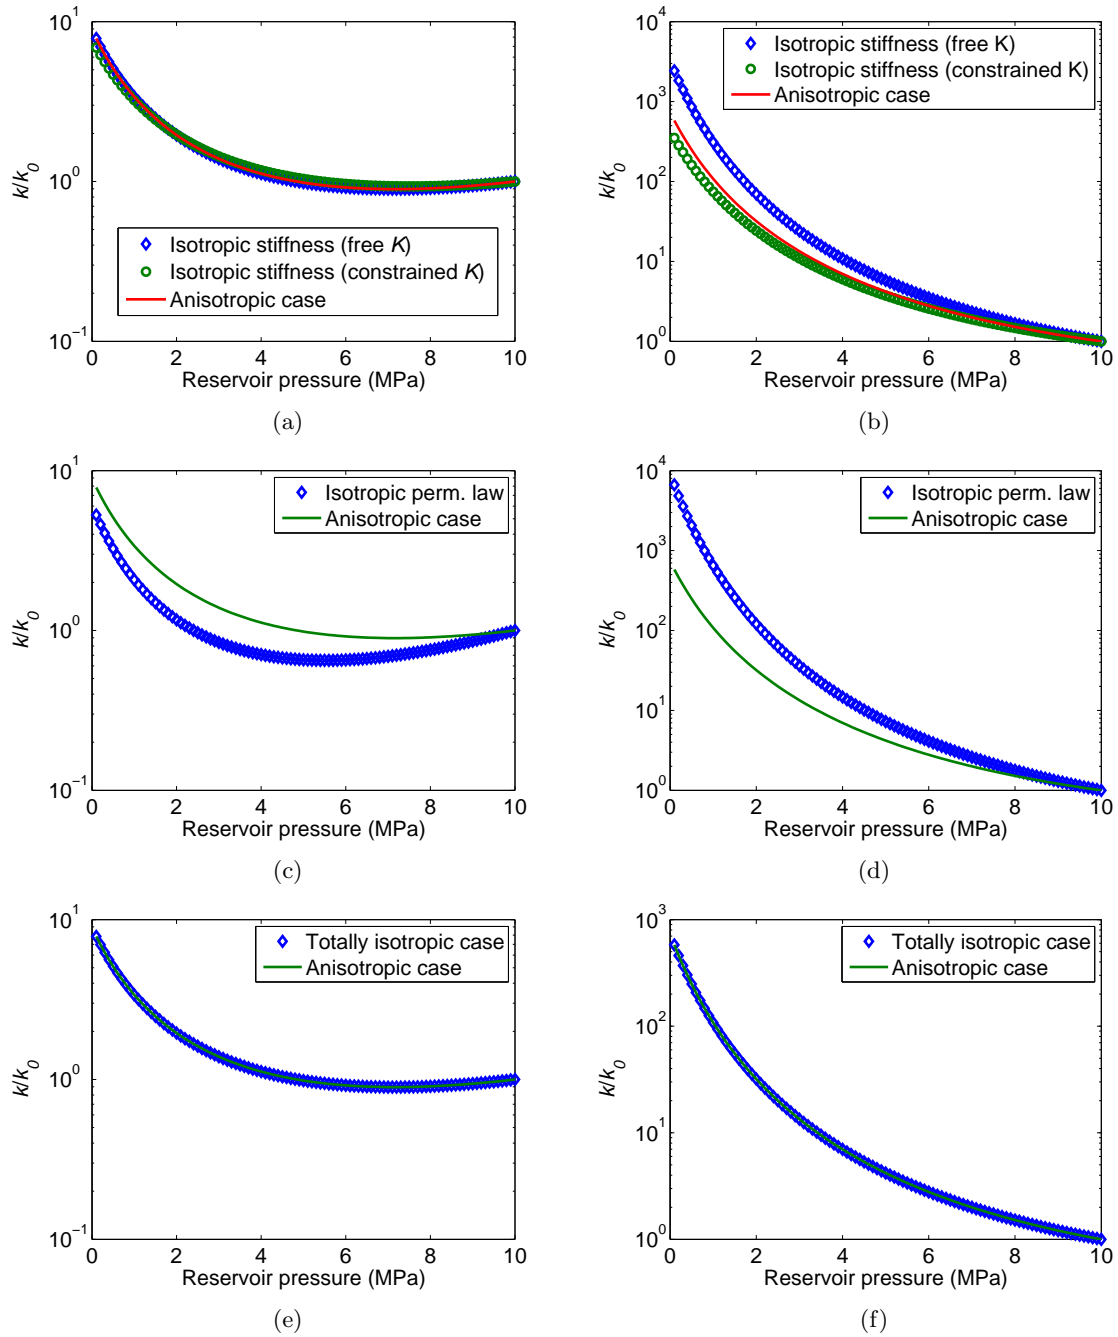 10^1
10^0
10^-1
k/k_0
Isotropic stiffness (free K)
Isotropic stiffness (constrained K)
Anisotropic case
0 2 4 6 8 10
Reservoir pressure (MPa)
(a)
10^4
10^3
10^2
10^1
10^0
k/k_0
Isotropic stiffness (free K)
Isotropic stiffness (constrained K)
Anisotropic case
0 2 4 6 8 10
Reservoir pressure (MPa)
(b)
10^1
10^0
10^-1
k/k_0
Isotropic perm. law
Anisotropic case
0 2 4 6 8 10
Reservoir pressure (MPa)
(c)
10^4
10^3
10^2
10^1
10^0
k/k_0
Isotropic perm. law
Anisotropic case
0 2 4 6 8 10
Reservoir pressure (MPa)
(d)
10^1
10^0
10^-1
k/k_0
Totally isotropic case
Anisotropic case
0 2 4 6 8 10
Reservoir pressure (MPa)
(e)
10^3
10^2
10^1
10^0
k/k_0
Totally isotropic case
Anisotropic case
0 2 4 6 8 10
Reservoir pressure (MPa)
(f)